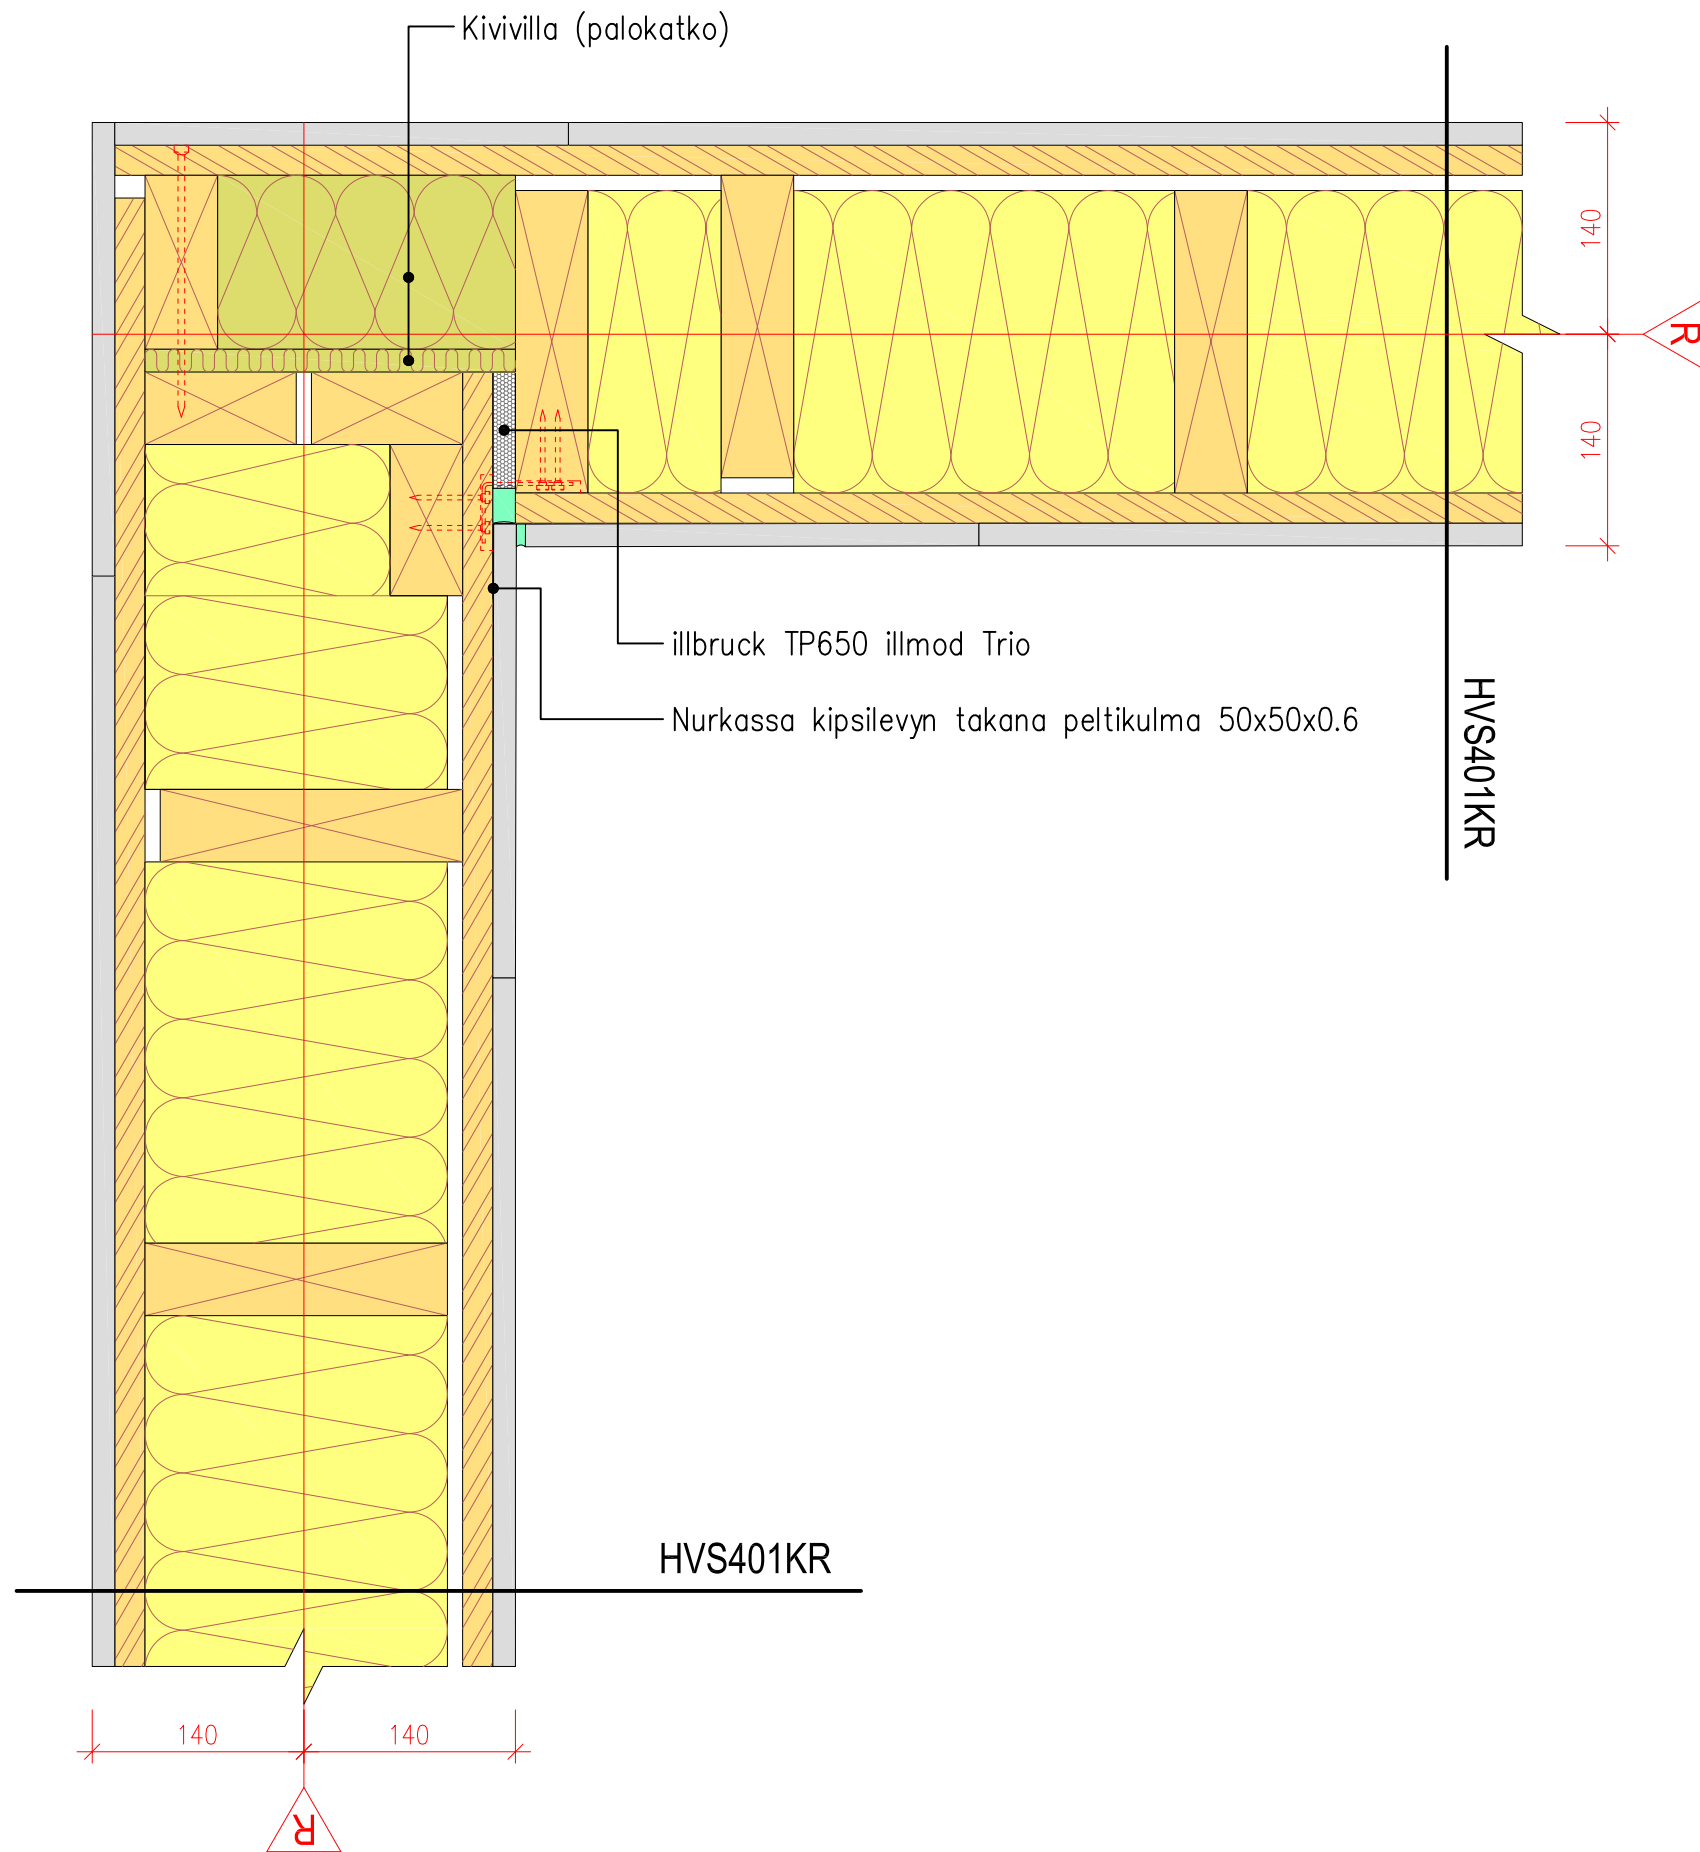 Kivivilla (palokatko)
140
R
140
illbruck TP650 illmod Trio
Nurkassa kipsilevyn takana peltikulma 50x50x0.6
HVS401KR
HVS401KR
140
140
R